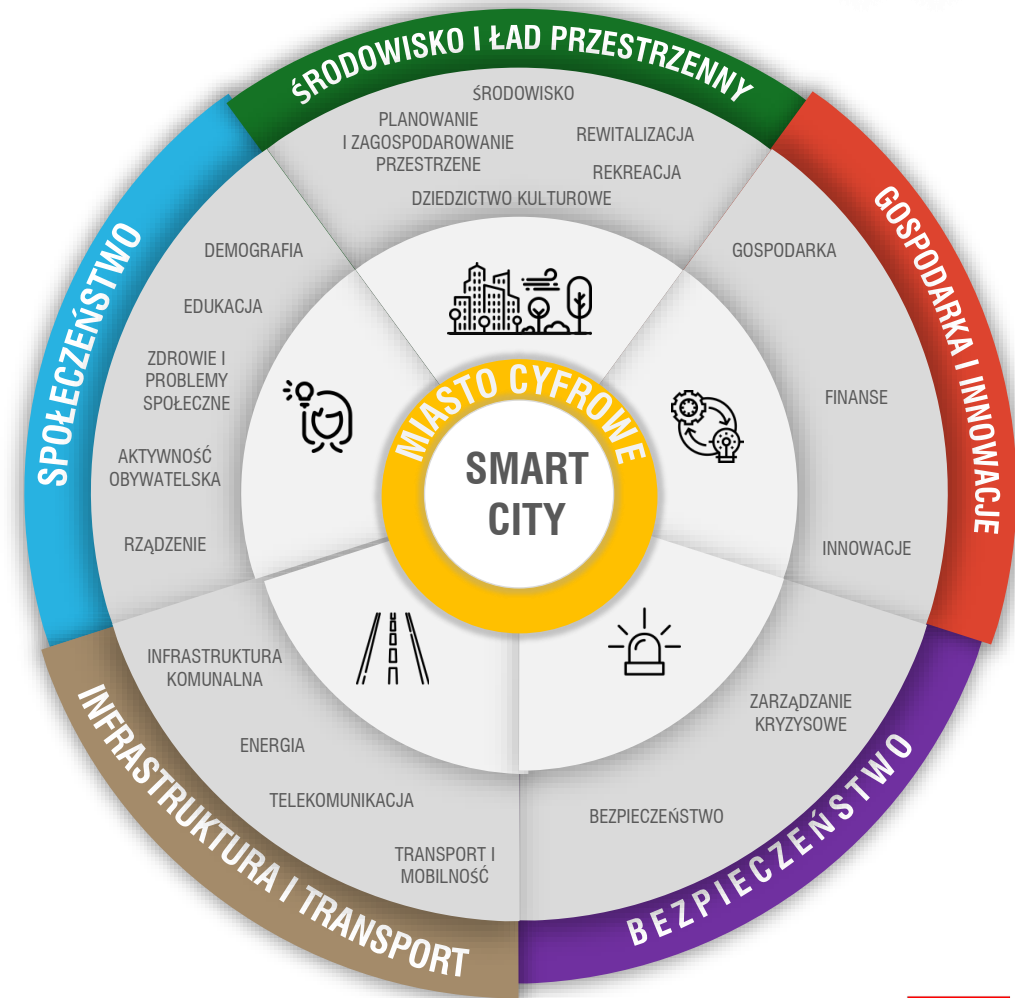 ŚRODOWISKO I ŁAD PRZESTRZENNY
ŚRODOWISKO
PLANOWANIE
I ZAGOSPODAROWANIE
PRZESTRZENE
REWITALIZACJA
REKREACJA
DZIEDZICTWO KULTUROWE
GOSPODARKA I INNOWACJE
GOSPODARKA
FINANSE
INNOWACJE
BEZPIECZEŃSTWO
ZARZĄDZANIE
KRYZYSOWE
BEZPIECZEŃSTWO
INFRASTRUKTURA I TRANSPORT
INFRASTRUKTURA
KOMUNALNA
ENERGIA
TELEKOMUNIKACJA
TRANSPORT I
MOBILNOŚĆ
SPOŁECZEŃSTWO
DEMOGRAFIA
EDUKACJA
ZDROWIE I
PROBLEMY
SPOŁECZNE
AKTYWNOŚĆ
OBYWATELSKA
RZĄDZENIE
MIASTO CYFROWE
SMART
CITY